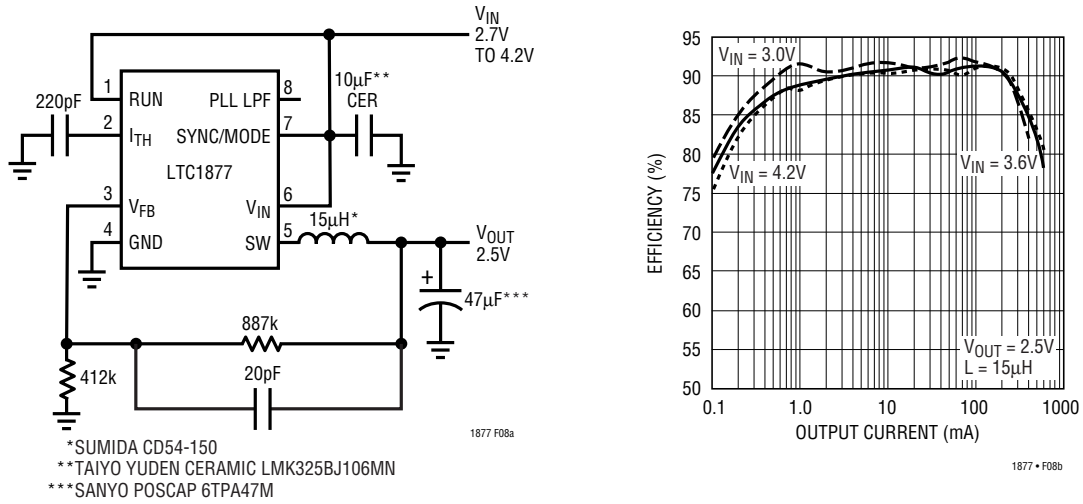 VIN
2.7V
TO 4.2V
10µF**
CER
1
RUN
PLL LPF
8
220pF
2
ITH
SYNC/MODE
7
LTC1877
3
VFB
VIN
6
15µH*
4
GND
SW
5
VOUT
2.5V
+
47µF***
887k
412k
20pF
1877 F08a
*SUMIDA CD54-150
**TAIYO YUDEN CERAMIC LMK325BJ106MN
***SANYO POSCAP 6TPA47M
EFFICIENCY (%)
95
90
85
80
75
70
65
60
55
50
VIN = 3.0V
VIN = 4.2V
VIN = 3.6V
VOUT = 2.5V
L = 15µH
0.1
1.0
10
100
1000
OUTPUT CURRENT (mA)
1877 • F08b